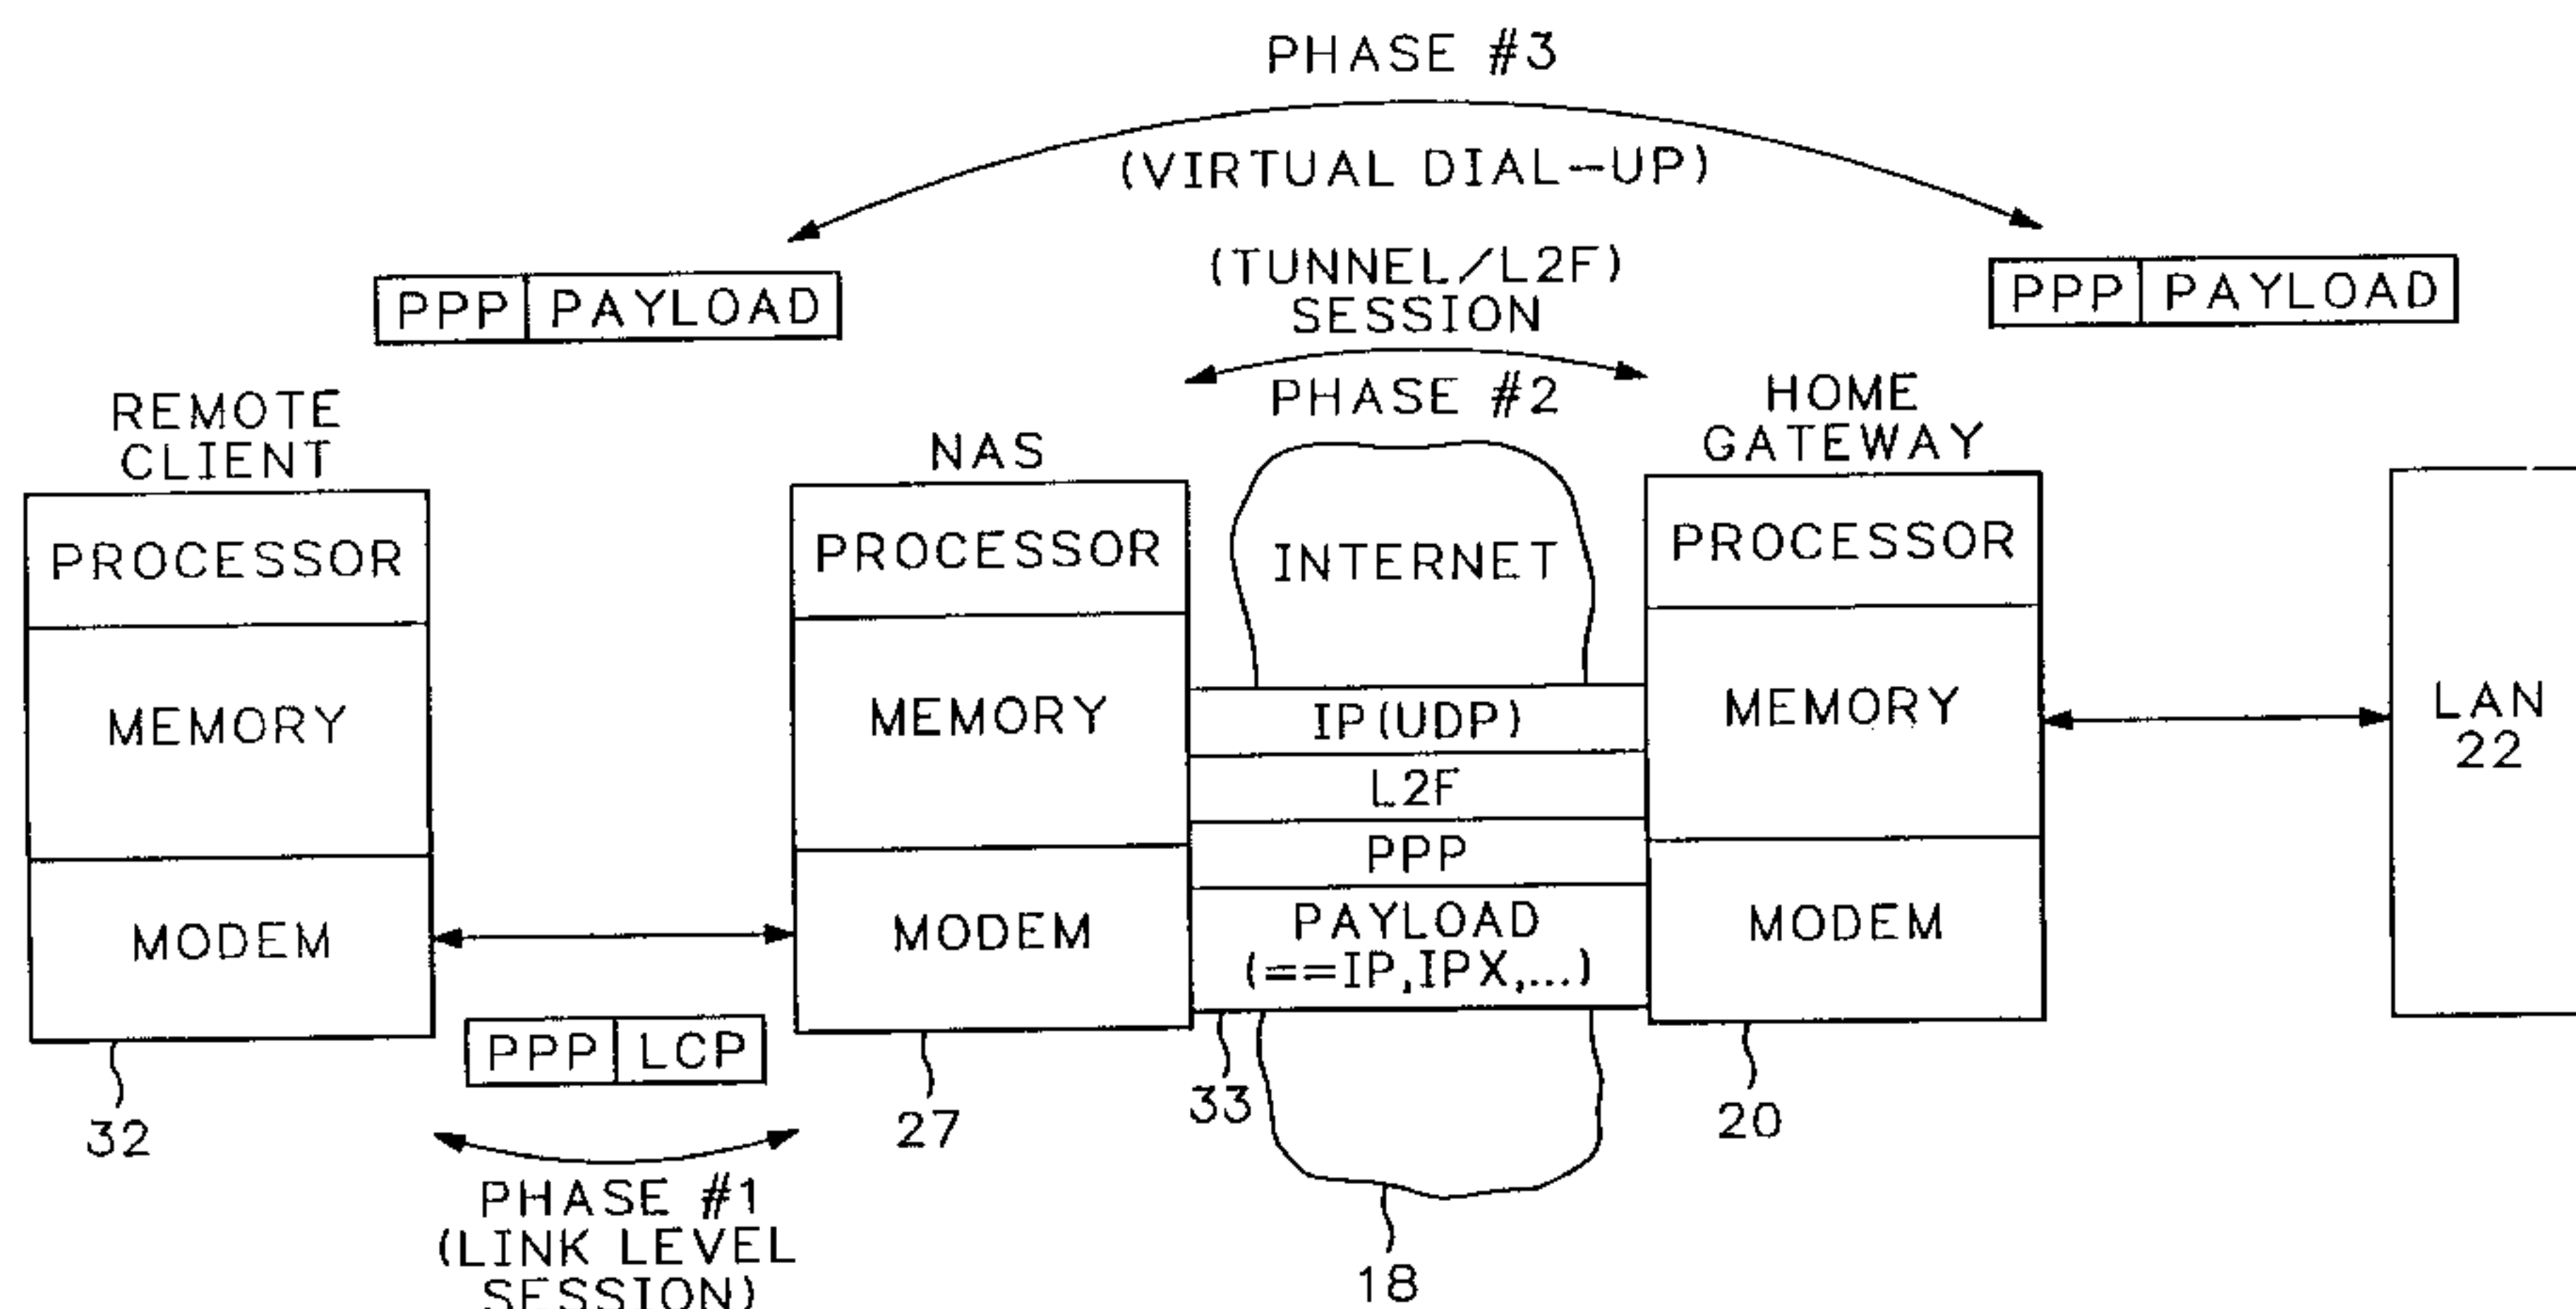 PHASE #3
(VIRTUAL DIAL-UP)
(TUNNEL/L2F)
SESSION
PHASE #2
PPP PAYLOAD
PPP PAYLOAD
REMOTE
CLIENT
PROCESSOR
MEMORY
MODEM
32
NAS
PROCESSOR
MEMORY
MODEM
27
INTERNET
IP(UDP)
L2F
PPP
PAYLOAD
(==IP,IPX,...)
33
18
HOME
GATEWAY
PROCESSOR
MEMORY
MODEM
20
LAN
22
PPP LCP
PHASE #1
(LINK LEVEL
SESSION)